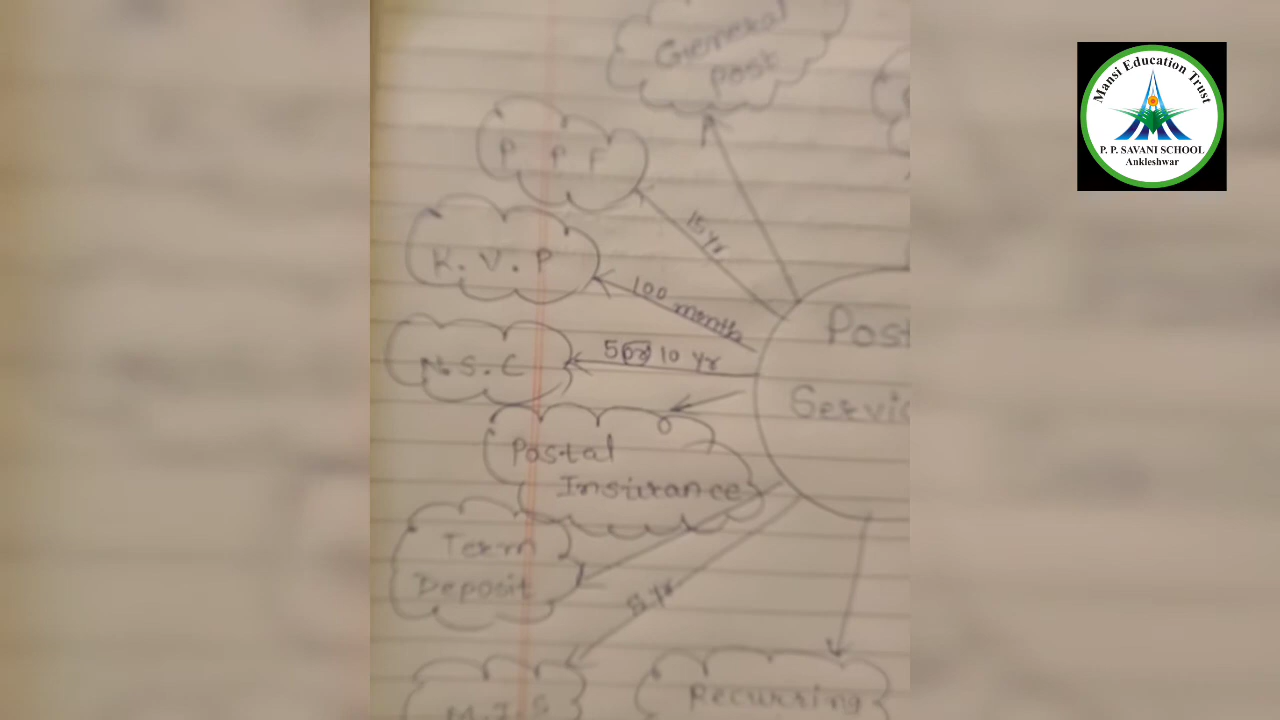 General
post
P P F
15 yr
K. V. P
100 month
N.S.C
5 or 10 yr
Post
Servic
Postal
Insurance
Term
Deposit
yr
M.I.S
Recurring
Mansi Education Trust
P. P. SAVANI SCHOOL
Ankleshwar